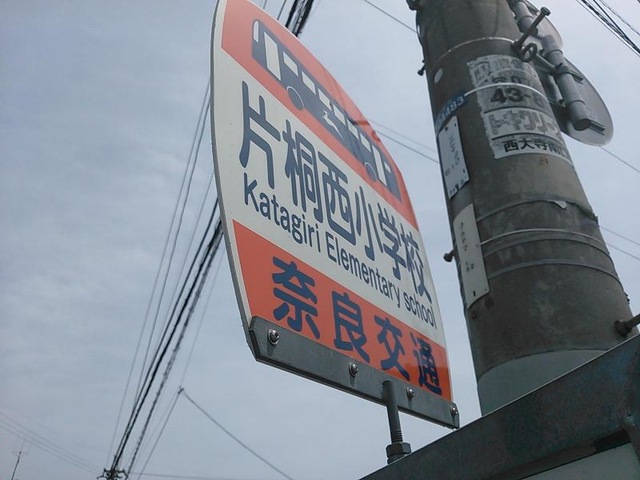 片桐西小学校
Katagiri Elementary school
奈良交通
43-
西大寺